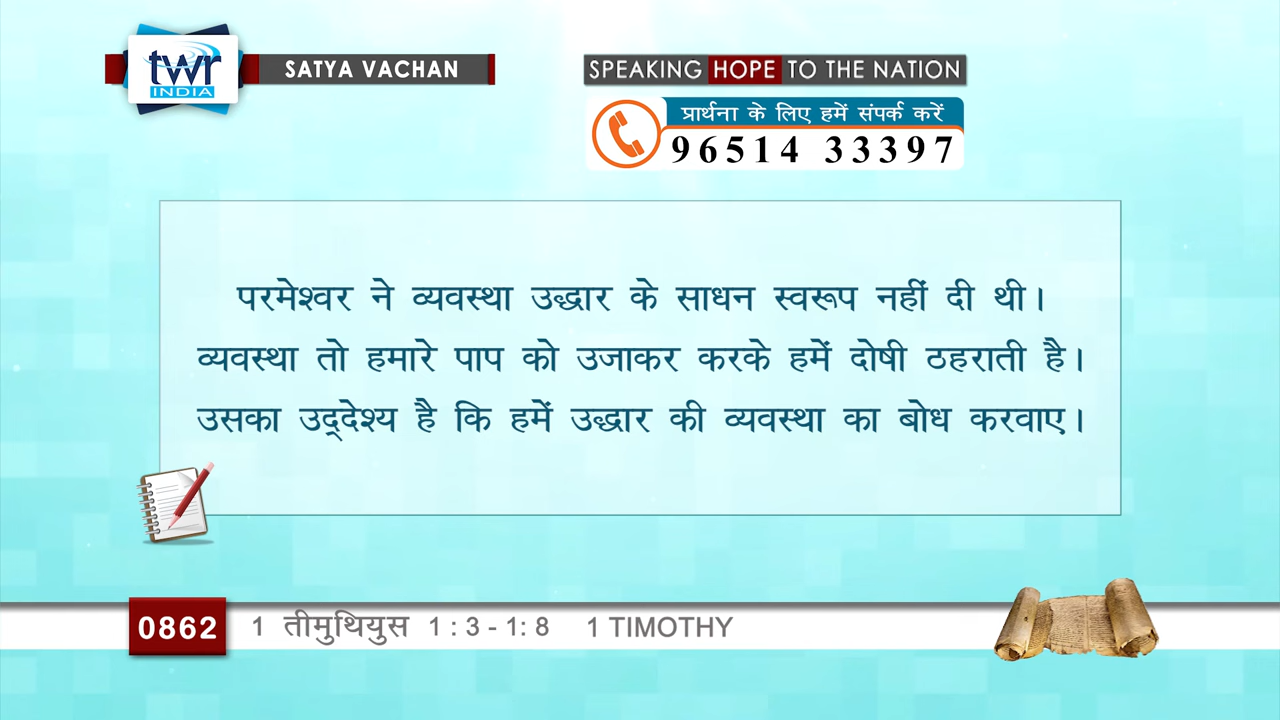 twr
INDIA
SATYA VACHAN
SPEAKING HOPE TO THE NATION
प्रार्थना के लिए हमें संपर्क करें
96514 33397
परमेश्वर ने व्यवस्था उद्धार के साधन स्वरूप नहीं दी थी।
व्यवस्था तो हमारे पाप को उजाकर करके हमें दोषी ठहराती है।
उसका उद्देश्य है कि हमें उद्धार की व्यवस्था का बोध करवाए।
0862 1 तीमुथियुस 1 : 3 - 1: 8 1 TIMOTHY